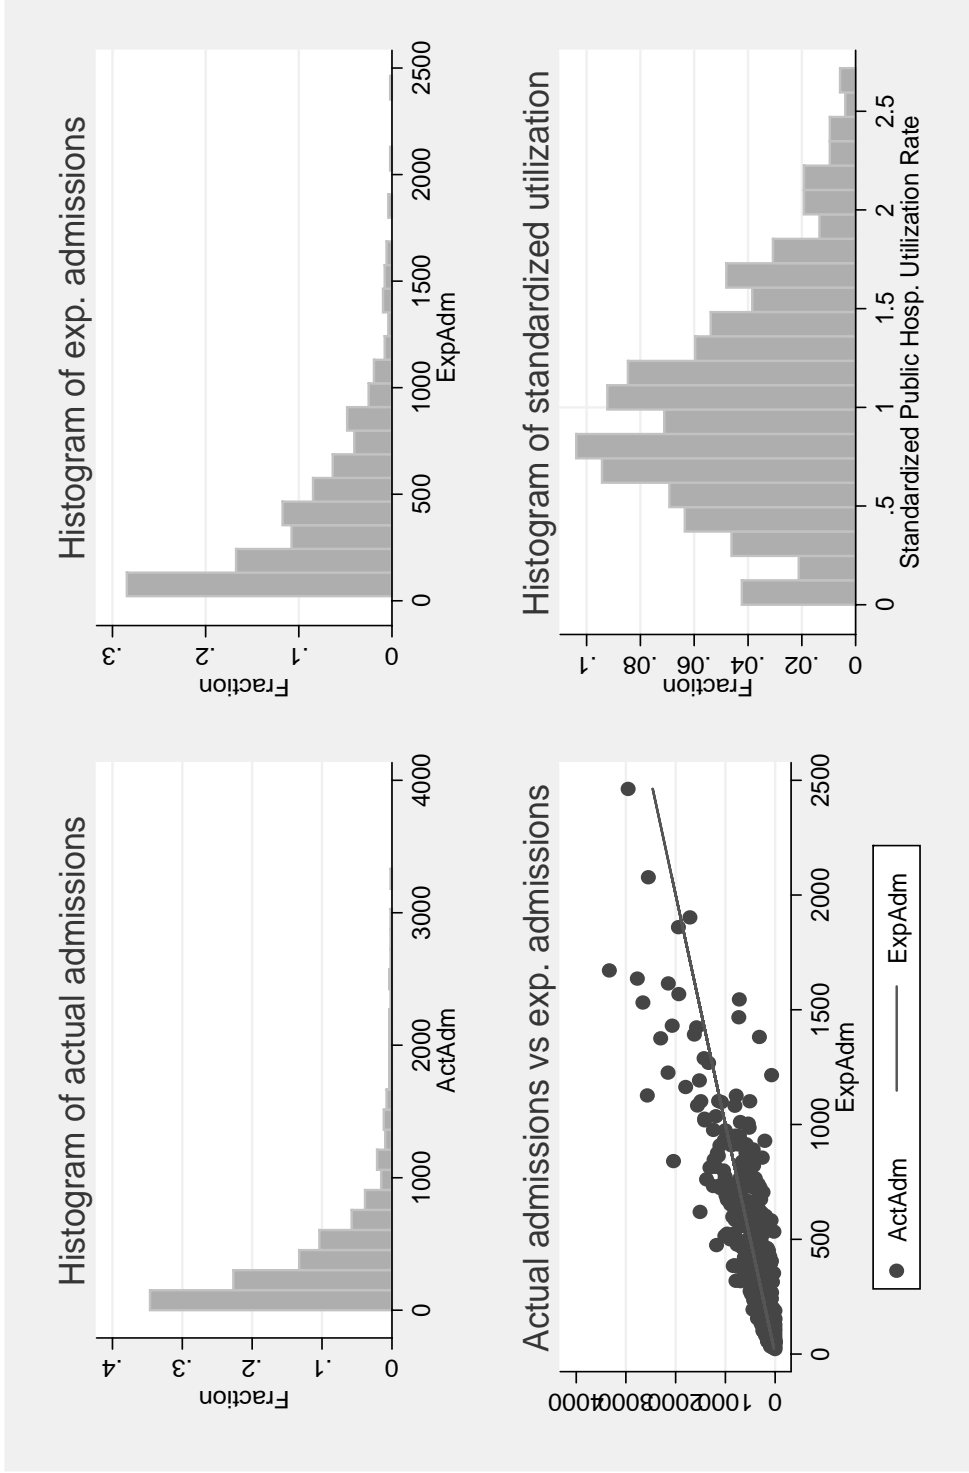 Histogram of actual admissions
Fraction
0 .1 .2 .3 .4
0 1000 2000 3000 4000
ActAdm
Histogram of exp. admissions
Fraction
0 .1 .2 .3
0 500 1000 1500 2000 2500
ExpAdm
Actual admissions vs exp. admissions
0 1000 2000 3000 4000
0 500 1000 1500 2000 2500
ExpAdm
ActAdm ExpAdm
Histogram of standardized utilization
Fraction
0 .02 .04 .06 .08 .1
0 .5 1 1.5 2 2.5
Standardized Public Hosp. Utilization Rate